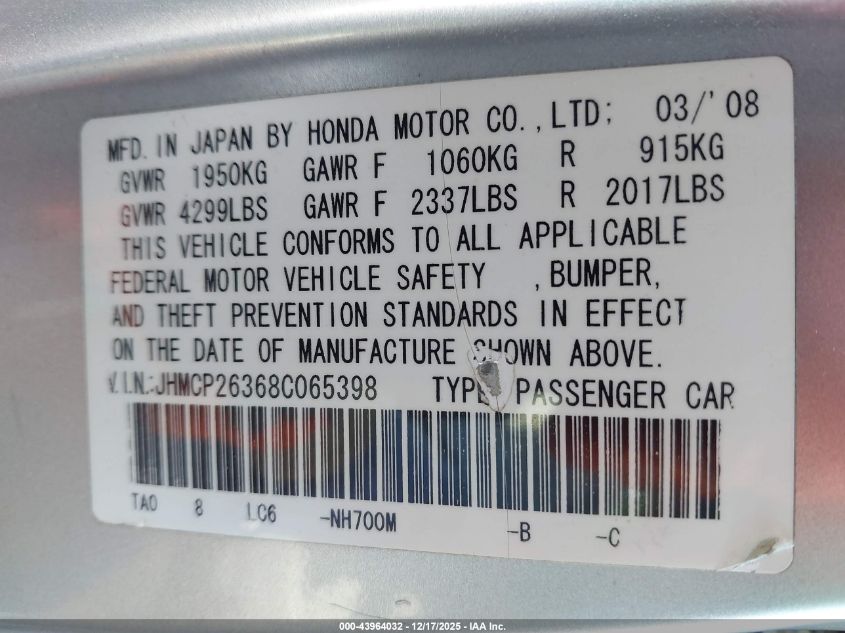 MFD. IN JAPAN BY HONDA MOTOR CO., LTD; 03/'08
GVWR 1950KG GAWR F 1060KG R 915KG
GVWR 4299LBS GAWR F 2337LBS R 2017LBS
THIS VEHICLE CONFORMS TO ALL APPLICABLE
FEDERAL MOTOR VEHICLE SAFETY , BUMPER,
AND THEFT PREVENTION STANDARDS IN EFFECT
ON THE DATE OF MANUFACTURE SHOWN ABOVE.
V.I.N.:JHMCP26368C065398 TYPE PASSENGER CAR
TA0 8 LC6 -NH700M -B -C
000-43964032 - 12/17/2025 - IAA Inc.